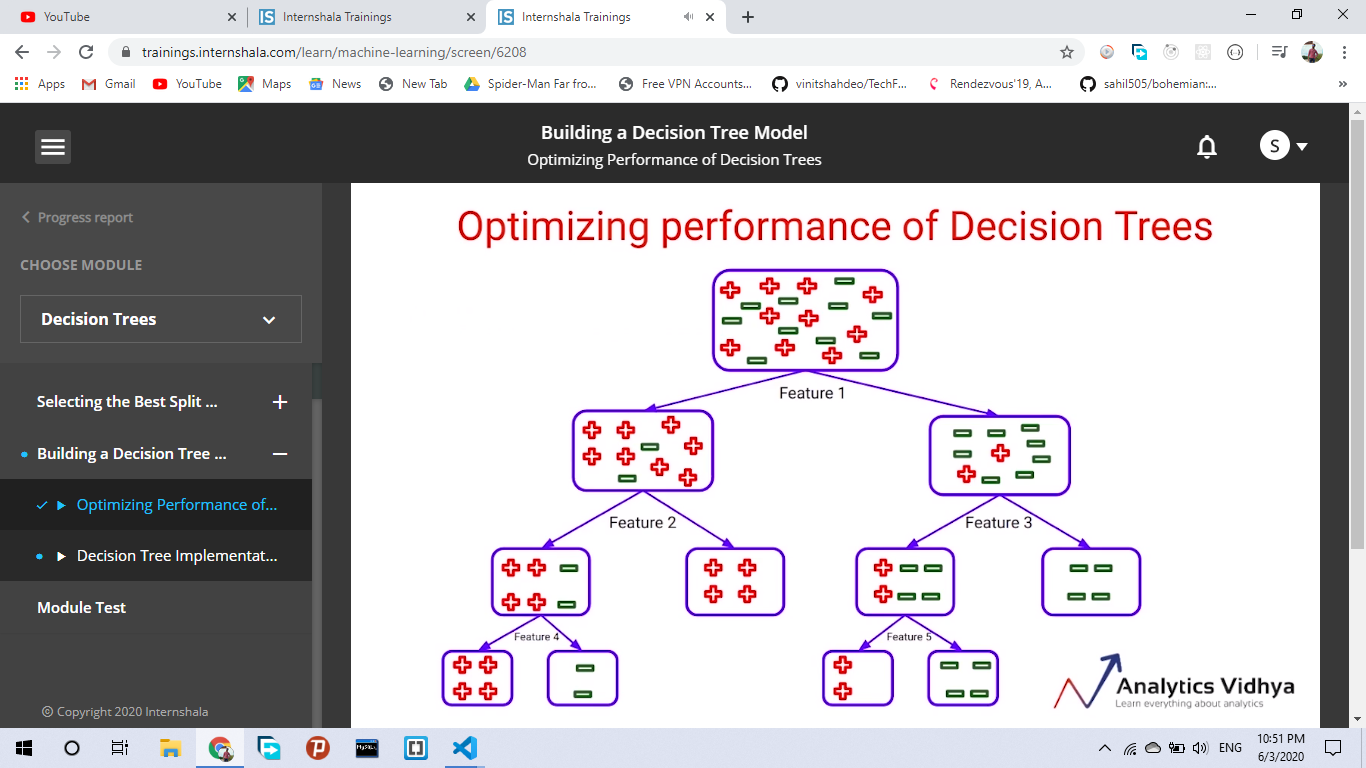 YouTube
Internshala Trainings
Internshala Trainings
trainings.internshala.com/learn/machine-learning/screen/6208
Apps
Gmail
YouTube
Maps
News
New Tab
Spider-Man Far fro...
Free VPN Accounts...
vinitshahdeo/TechF...
Rendezvous'19, A...
sahil505/bohemian:...
»
Building a Decision Tree Model
Optimizing Performance of Decision Trees
S
Progress report
CHOOSE MODULE
Decision Trees
Selecting the Best Split ...
Building a Decision Tree ...
Optimizing Performance of...
Decision Tree Implementat...
Module Test
© Copyright 2020 Internshala
Optimizing performance of Decision Trees
Feature 1
Feature 2
Feature 3
Feature 4
Feature 5
Analytics Vidhya
Learn everything about analytics
MySQL
ENG
10:51 PM
6/3/2020